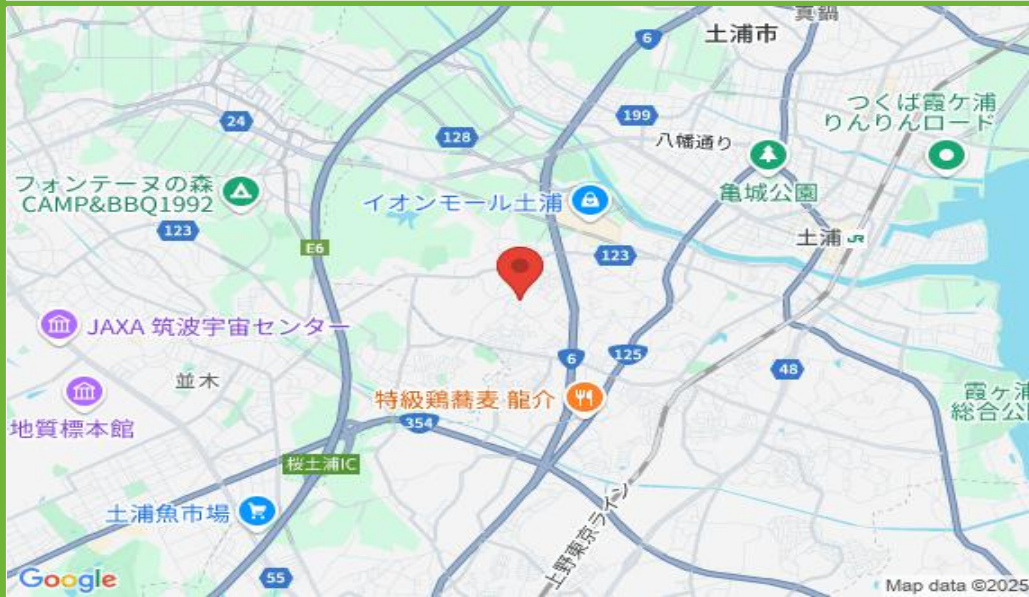 真鍋
6
土浦市
24
199
つくば霞ケ浦
りんりんロード
128
八幡通り
フォンテーヌの森
CAMP&BBQ1992
イオンモール土浦
亀城公園
123
土浦 JR
E6
123
JAXA 筑波宇宙センター
6
125
48
並木
特級鶏蕎麦 龍介
霞ヶ浦
総合公
地質標本館
354
桜土浦IC
土浦魚市場
上野東京ライン
55
Google
Map data ©2025